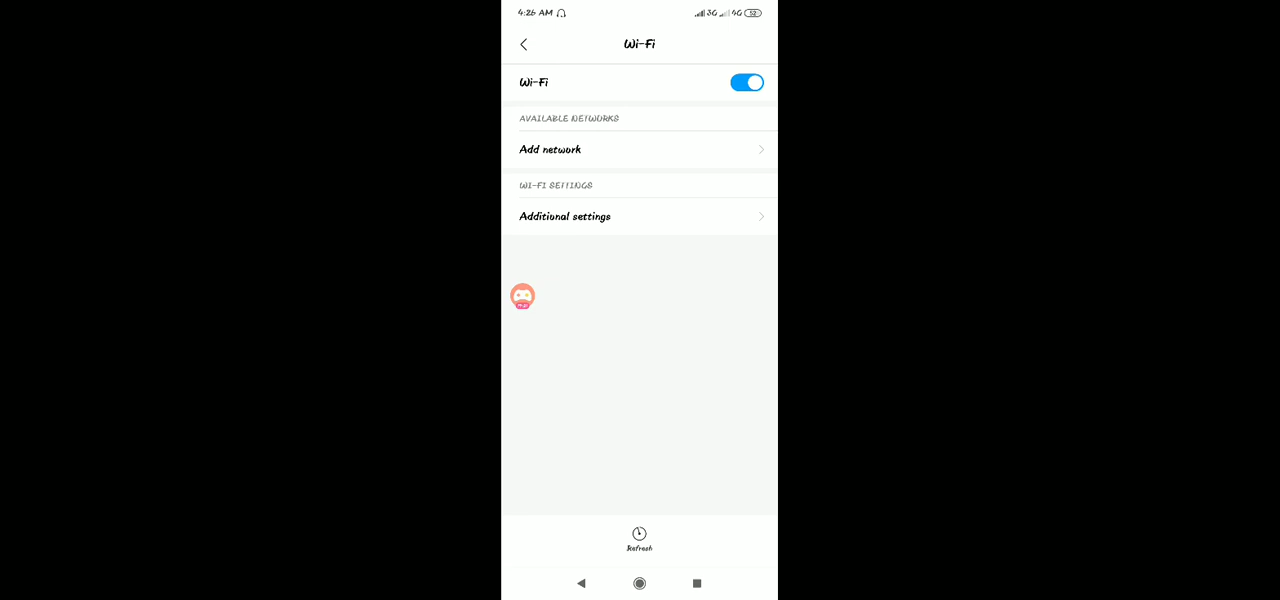 4:26 AM 3G 4G 52
Wi-Fi
Wi-Fi
AVAILABLE NETWORKS
Add network
WI-FI SETTINGS
Additional settings
Refresh